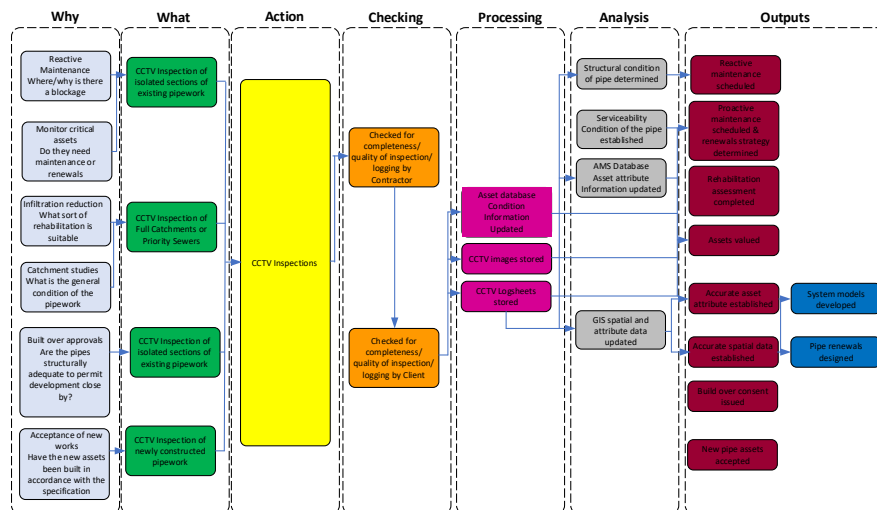 Why
What
Action
Checking
Processing
Analysis
Outputs
Reactive
Maintenance
Where/why is there
a blockage
Monitor critical
assets
Do they need
maintenance or
renewals
Infiltration reduction
What sort of
rehabilitation is
suitable
Catchment studies
What is the general
condition of the
pipework
Built over approvals
Are the pipes
structurally
adequate to permit
development close
by?
Acceptance of new
works
Have the new assets
been built in
accordance with the
specification
CCTV Inspection of
isolated sections of
existing pipework
CCTV Inspection of
Full Catchments or
Priority Sewers
CCTV Inspection of
isolated sections of
existing pipework
CCTV Inspection of
newly constructed
pipework
CCTV Inspections
Checked for
completeness/
quality of inspection/
logging by
Contractor
Checked for
completeness/
quality of inspection/
logging by Client
Asset database
Condition
Information
Updated
CCTV images stored
CCTV Logsheets
stored
Structural condition
of pipe determined
Serviceability
Condition of the pipe
established
AMS Database
Asset attribute
Information updated
GIS spatial and
attribute data
updated
Reactive
maintenance
scheduled
Proactive
maintenance
scheduled &
renewals strategy
determined
Rehabilitation
assessment
completed
Assets valued
Accurate asset
attribute established
Accurate spatial data
established
Build over consent
issued
New pipe assets
accepted
System models
developed
Pipe renewals
designed